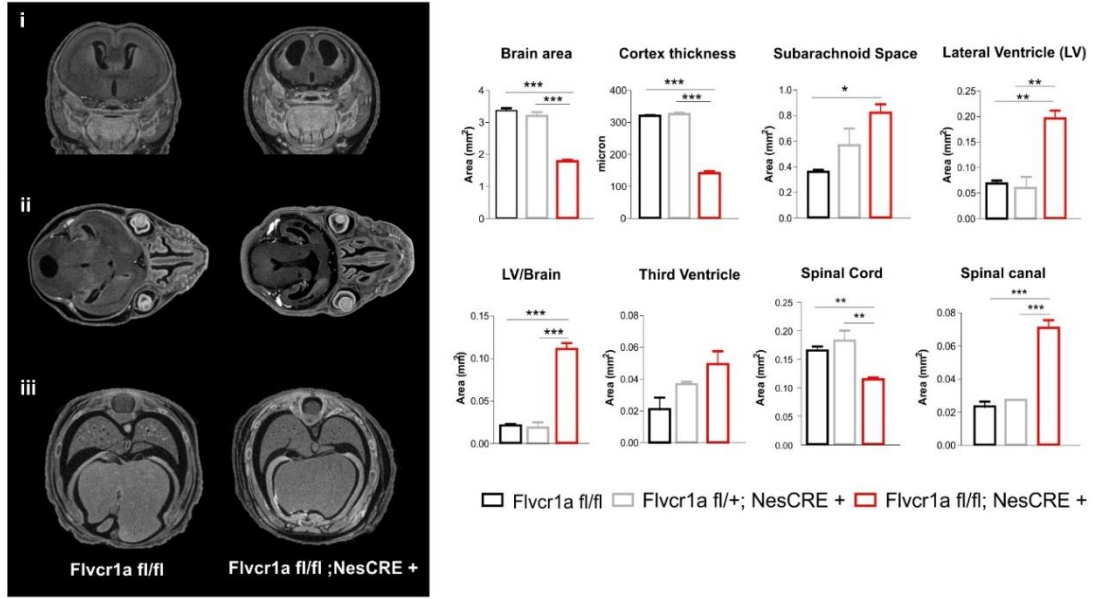 i
ii
iii
Flvcr1a fl/fl
Flvcr1a fl/fl ;NesCRE +
Brain area
***
***
Area (mm²)
4
3
2
1
0
Cortex thickness
***
***
micron
400
300
200
100
0
Subarachnoid Space
*
Area (mm²)
1.0
0.8
0.6
0.4
0.2
0.0
Lateral Ventricle (LV)
**
**
Area (mm²)
0.25
0.20
0.15
0.10
0.05
0.00
LV/Brain
***
***
Area (mm²)
0.15
0.10
0.05
0.00
Third Ventricle
Area (mm²)
0.08
0.06
0.04
0.02
0.00
Spinal Cord
**
**
Area (mm²)
0.25
0.20
0.15
0.10
0.05
0.00
Spinal canal
***
***
Area (mm²)
0.08
0.06
0.04
0.02
0.00
Flvcr1a fl/fl
Flvcr1a fl/+; NesCRE +
Flvcr1a fl/fl; NesCRE +